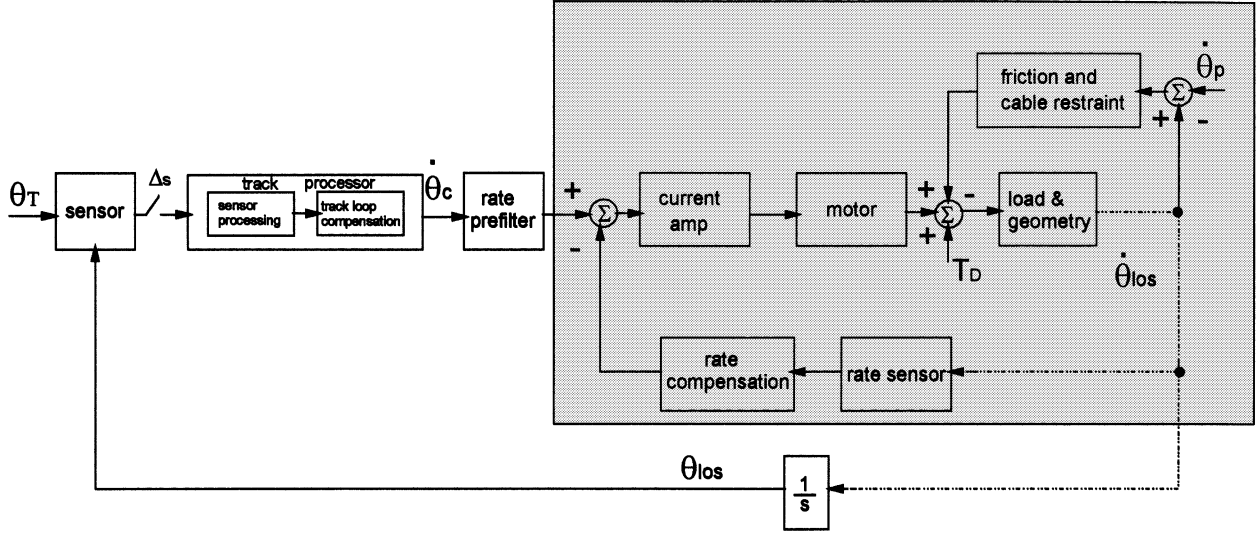 θ̇p
friction and
cable restraint
Σ
+ -
θT
sensor
Δs
track processor
sensor
processing
track loop
compensation
θ̇c
rate
prefilter
+
Σ
-
current
amp
motor
+ -
Σ
+
TD
load &
geometry
θ̇los
rate
compensation
rate sensor
θlos
1
s